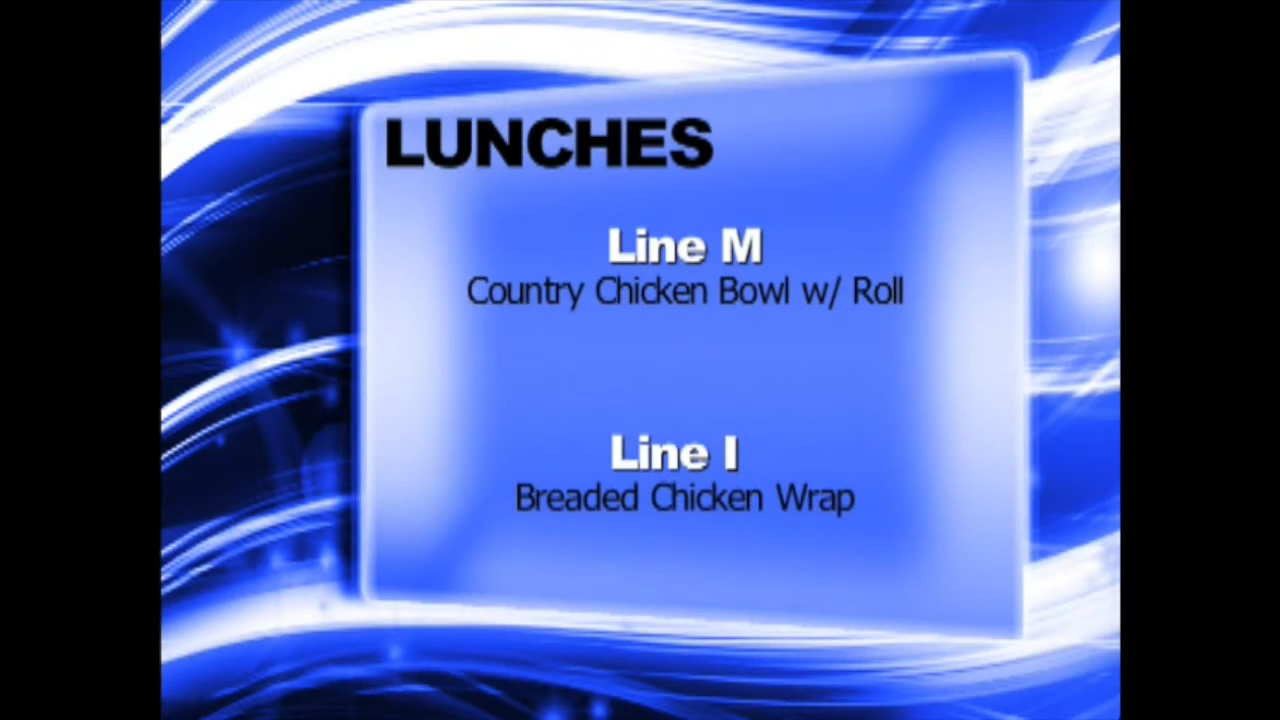 LUNCHES
Line M
Country Chicken Bowl w/ Roll
Line I
Breaded Chicken Wrap